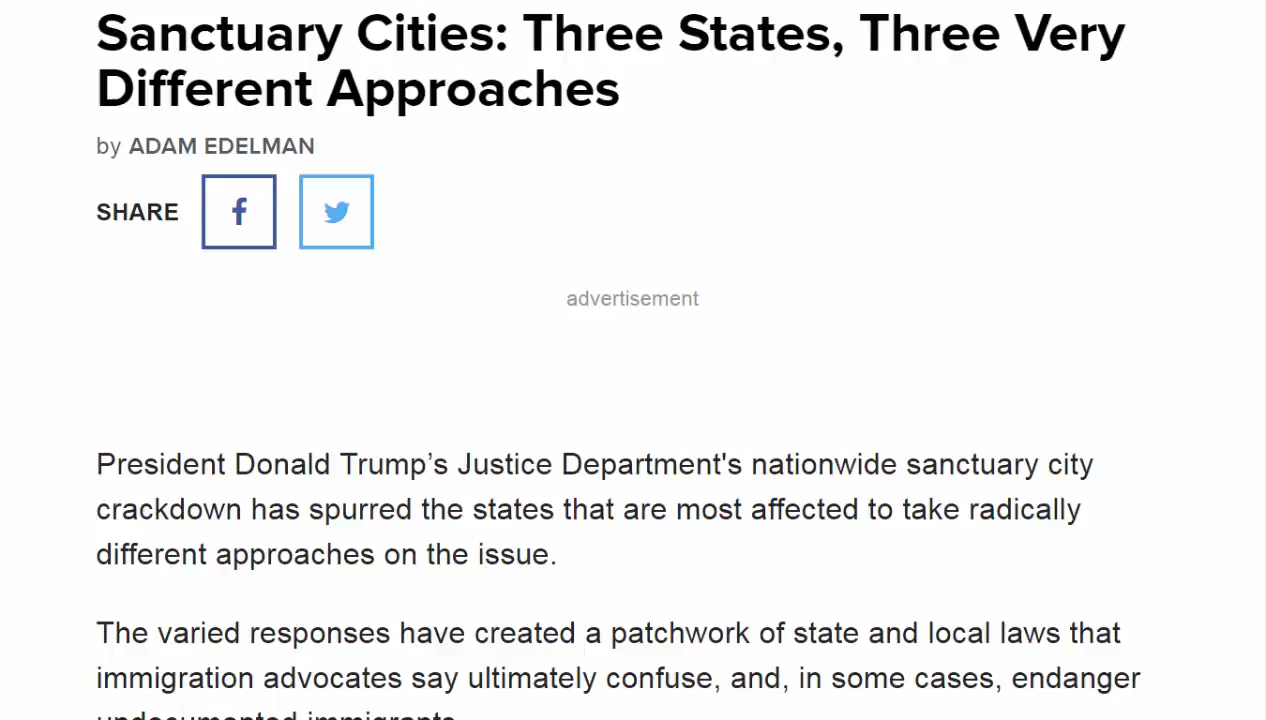 Sanctuary Cities: Three States, Three Very
Different Approaches
by ADAM EDELMAN
SHARE
advertisement
President Donald Trump’s Justice Department's nationwide sanctuary city
crackdown has spurred the states that are most affected to take radically
different approaches on the issue.
The varied responses have created a patchwork of state and local laws that
immigration advocates say ultimately confuse, and, in some cases, endanger
undocumented immigrants.